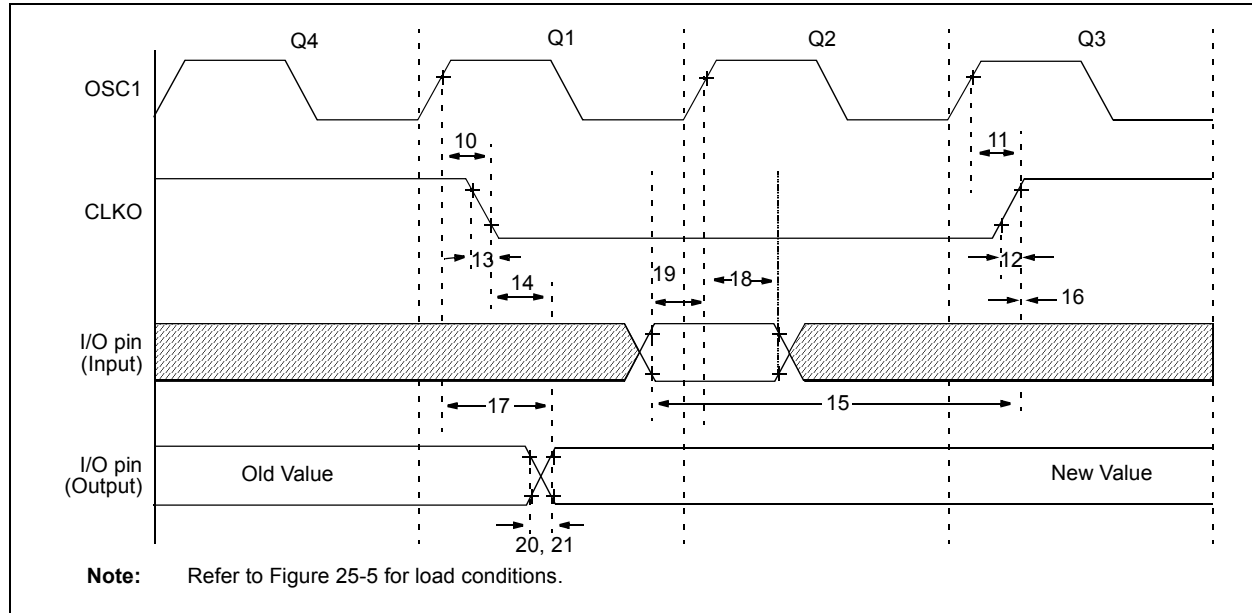 Q4 Q1 Q2 Q3
OSC1
10 11
CLKO
13 19 18 12
14 16
I/O pin
(Input)
17 15
I/O pin
(Output)
Old Value New Value
20, 21
Note: Refer to Figure 25-5 for load conditions.